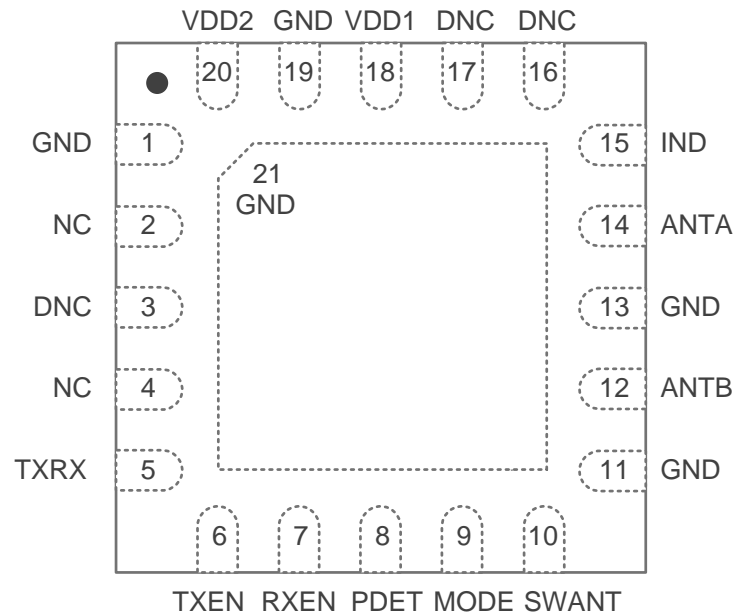 VDD2 GND VDD1 DNC DNC
20 19 18 17 16
GND 1 15 IND
21
GND
NC 2 14 ANTA
DNC 3 13 GND
NC 4 12 ANTB
TXRX 5 11 GND
6 7 8 9 10
TXEN RXEN PDET MODE SWANT